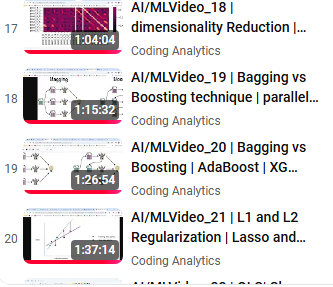 17
1:04:04
AI/MLVideo_18 |
dimensionality Reduction |...
Coding Analytics
18
Bagging
1:15:32
AI/MLVideo_19 | Bagging vs
Boosting technique | parallel...
Coding Analytics
19
1:26:54
AI/MLVideo_20 | Bagging vs
Boosting | AdaBoost | XG...
Coding Analytics
20
1:37:14
AI/MLVideo_21 | L1 and L2
Regularization | Lasso and...
Coding Analytics